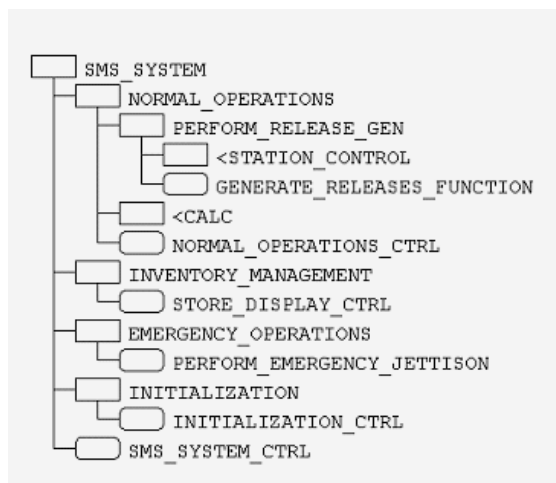 SMS_SYSTEM
NORMAL_OPERATIONS
PERFORM_RELEASE_GEN
<STATION_CONTROL
GENERATE_RELEASES_FUNCTION
<CALC
NORMAL_OPERATIONS_CTRL
INVENTORY_MANAGEMENT
STORE_DISPLAY_CTRL
EMERGENCY_OPERATIONS
PERFORM_EMERGENCY_JETTISON
INITIALIZATION
INITIALIZATION_CTRL
SMS_SYSTEM_CTRL